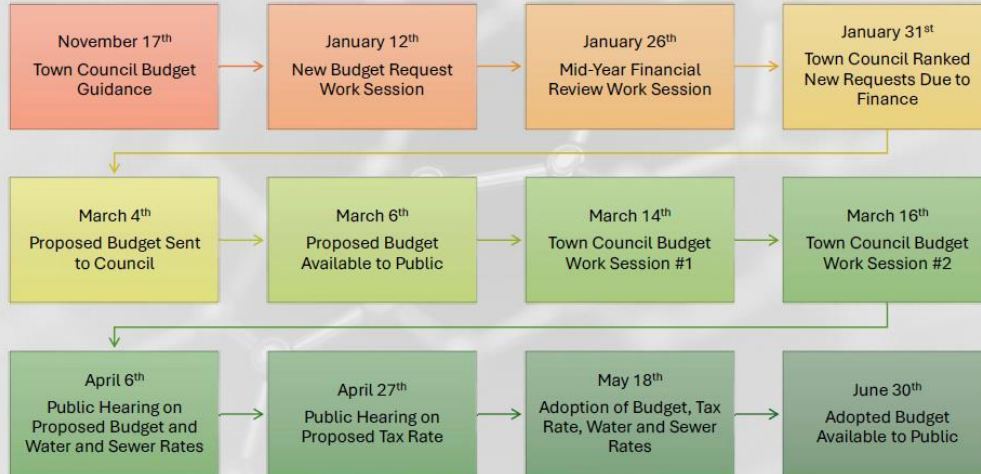 November 17th
Town Council Budget
Guidance
January 12th
New Budget Request
Work Session
January 26th
Mid-Year Financial
Review Work Session
January 31st
Town Council Ranked
New Requests Due to
Finance
March 4th
Proposed Budget Sent
to Council
March 6th
Proposed Budget
Available to Public
March 14th
Town Council Budget
Work Session #1
March 16th
Town Council Budget
Work Session #2
April 6th
Public Hearing on
Proposed Budget and
Water and Sewer Rates
April 27th
Public Hearing on
Proposed Tax Rate
May 18th
Adoption of Budget, Tax
Rate, Water and Sewer
Rates
June 30th
Adopted Budget
Available to Public